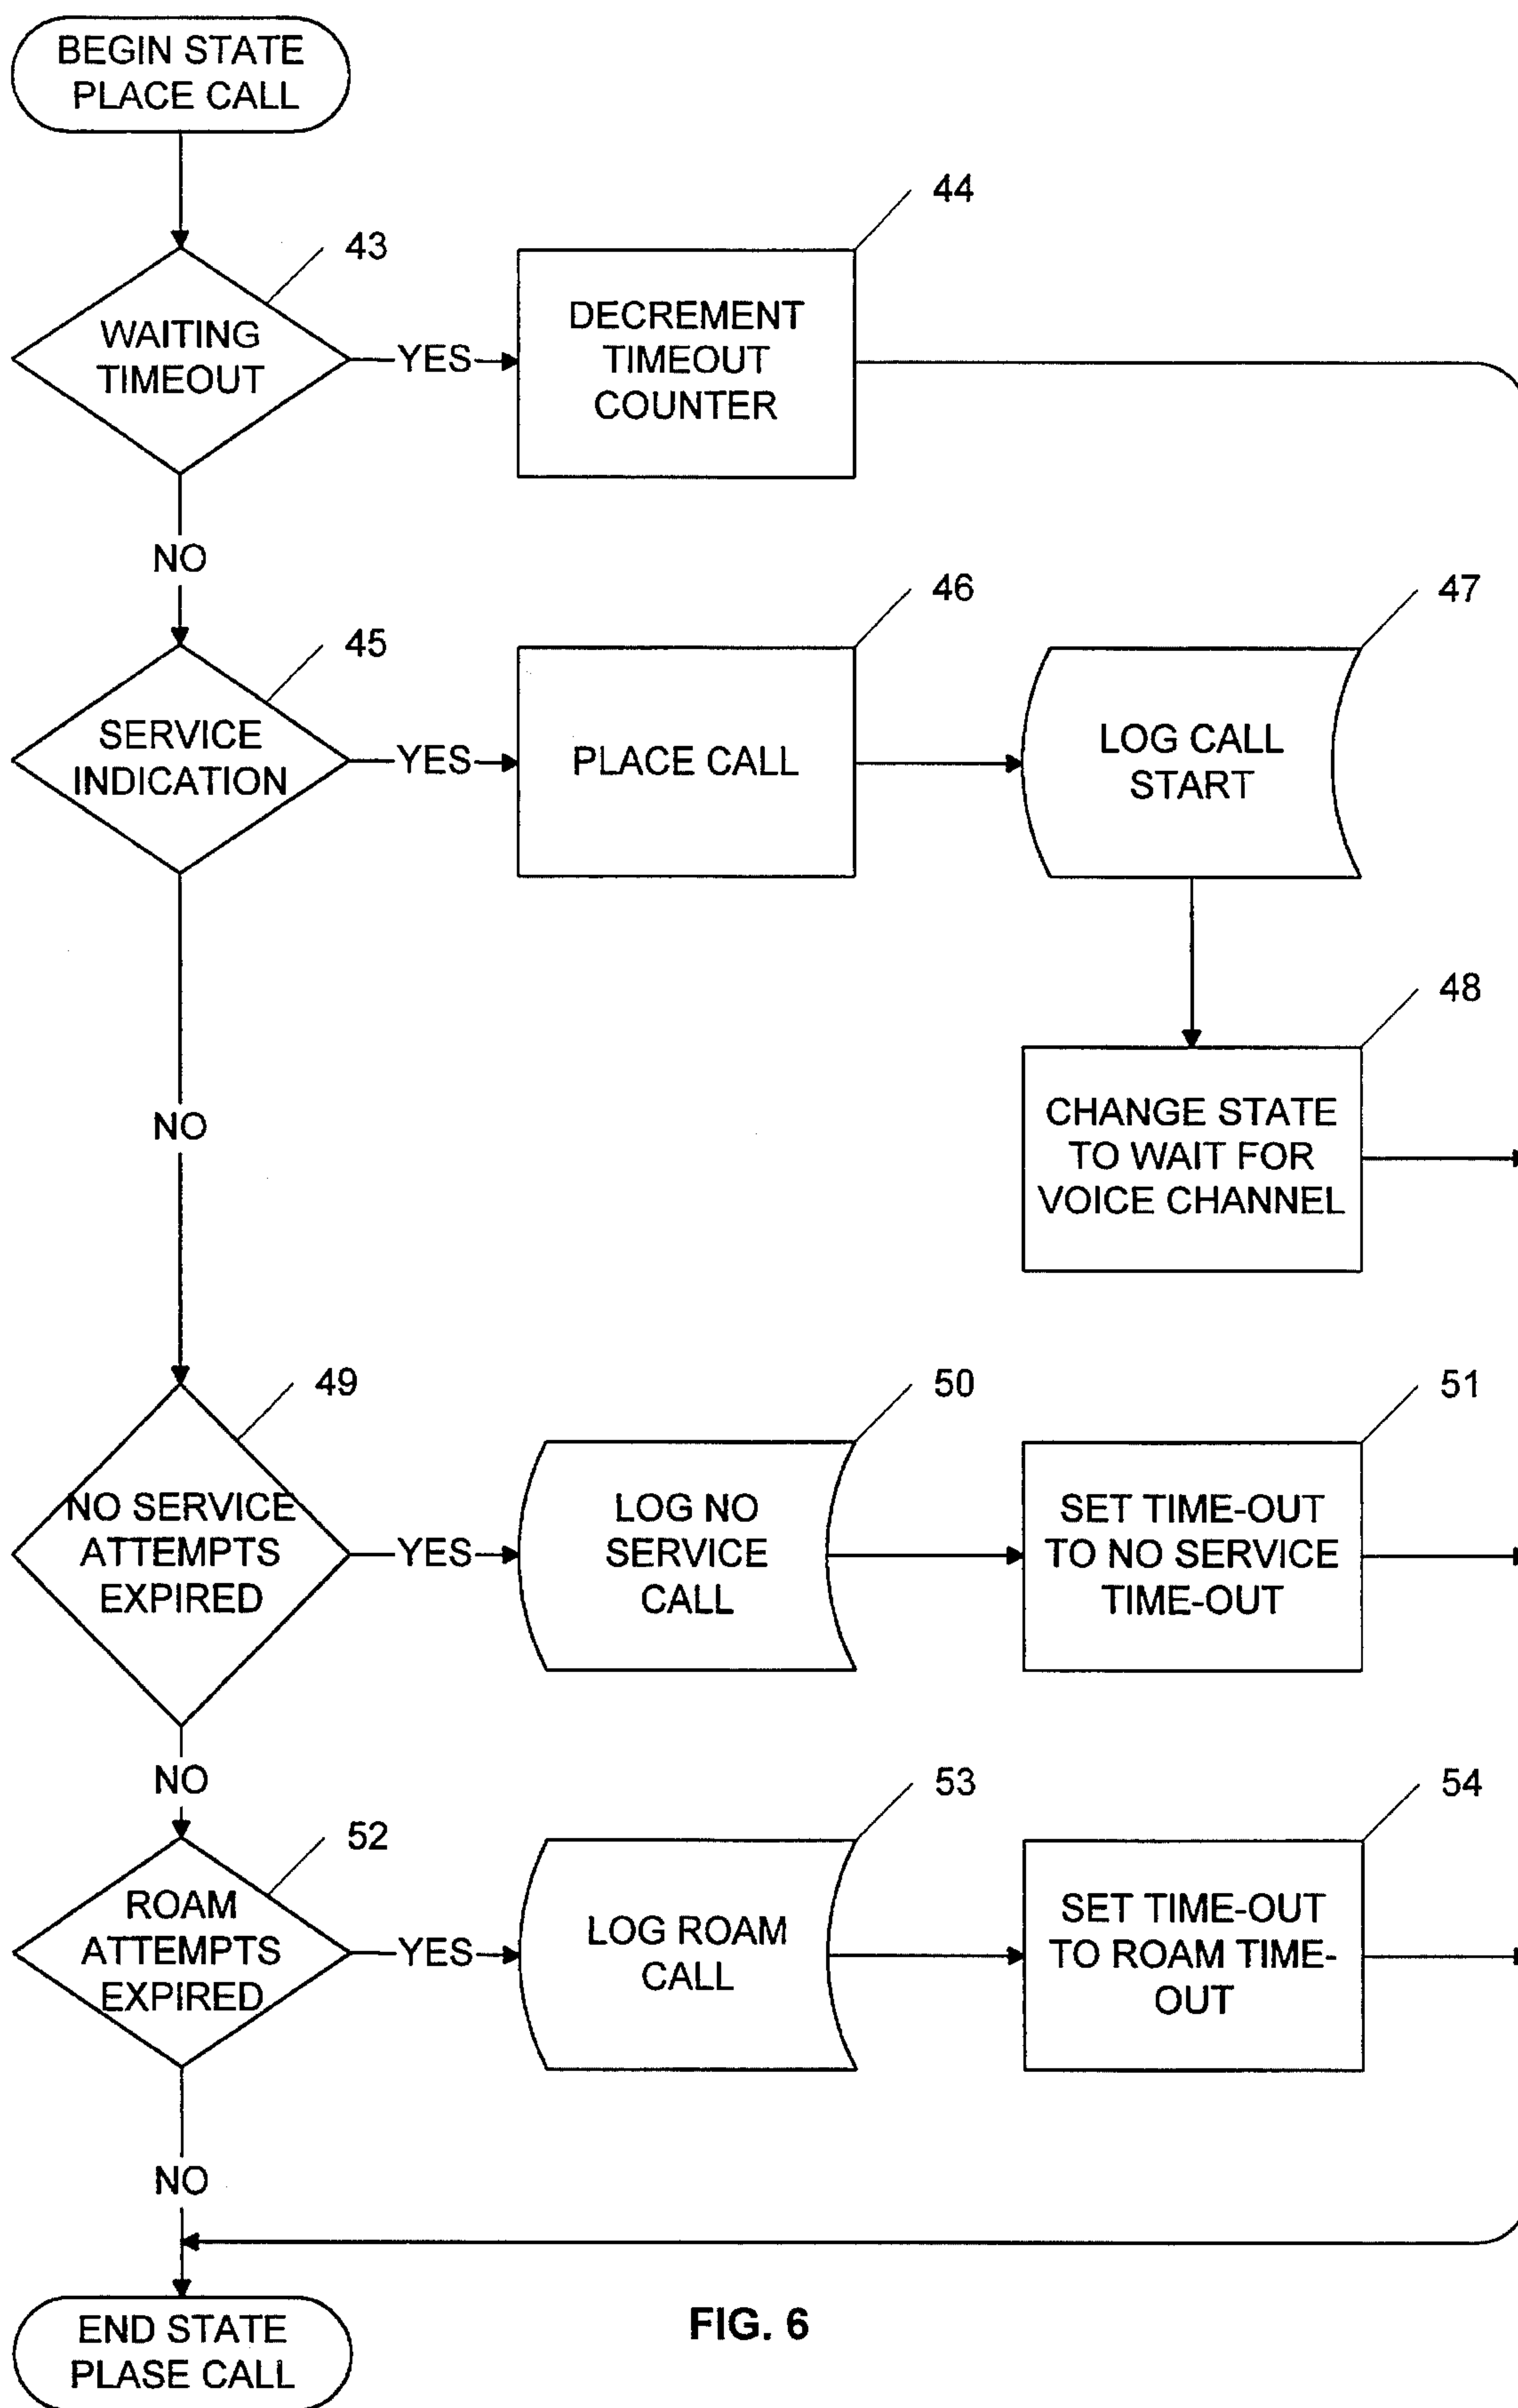 BEGIN STATE
PLACE CALL
43
WAITING
TIMEOUT
YES
44
DECREMENT
TIMEOUT
COUNTER
NO
45
SERVICE
INDICATION
YES
46
PLACE CALL
47
LOG CALL
START
48
CHANGE STATE
TO WAIT FOR
VOICE CHANNEL
NO
49
NO SERVICE
ATTEMPTS
EXPIRED
YES
50
LOG NO
SERVICE
CALL
51
SET TIME-OUT
TO NO SERVICE
TIME-OUT
NO
52
ROAM
ATTEMPTS
EXPIRED
YES
53
LOG ROAM
CALL
54
SET TIME-OUT
TO ROAM TIME-
OUT
NO
END STATE
PLASE CALL
FIG. 6